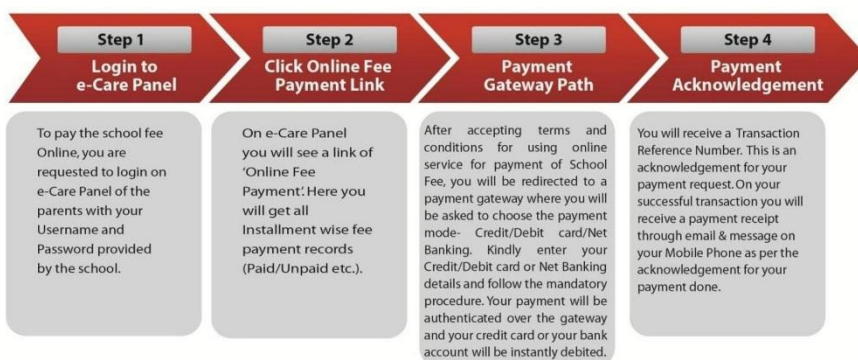 Step 1
Login to
e-Care Panel
To pay the school fee
Online, you are
requested to login on
e-Care Panel of the
parents with your
Username and
Password provided
by the school.
Step 2
Click Online Fee
Payment Link
On e-Care Panel
you will see a link of
‘Online Fee
Payment’. Here you
will get all
Installment wise fee
payment records
(Paid/Unpaid etc.).
Step 3
Payment
Gateway Path
After accepting terms and
conditions for using online
service for payment of School
Fee, you will be redirected to a
payment gateway where you will
be asked to choose the payment
mode- Credit/Debit card/Net
Banking. Kindly enter your
Credit/Debit card or Net Banking
details and follow the mandatory
procedure. Your payment will be
authenticated over the gateway
and your credit card or your bank
account will be instantly debited.
Step 4
Payment
Acknowledgement
You will receive a Transaction
Reference Number. This is an
acknowledgement for your
payment request. On your
successful transaction you will
receive a payment receipt
through email & message on
your Mobile Phone as per the
acknowledgement for your
payment done.